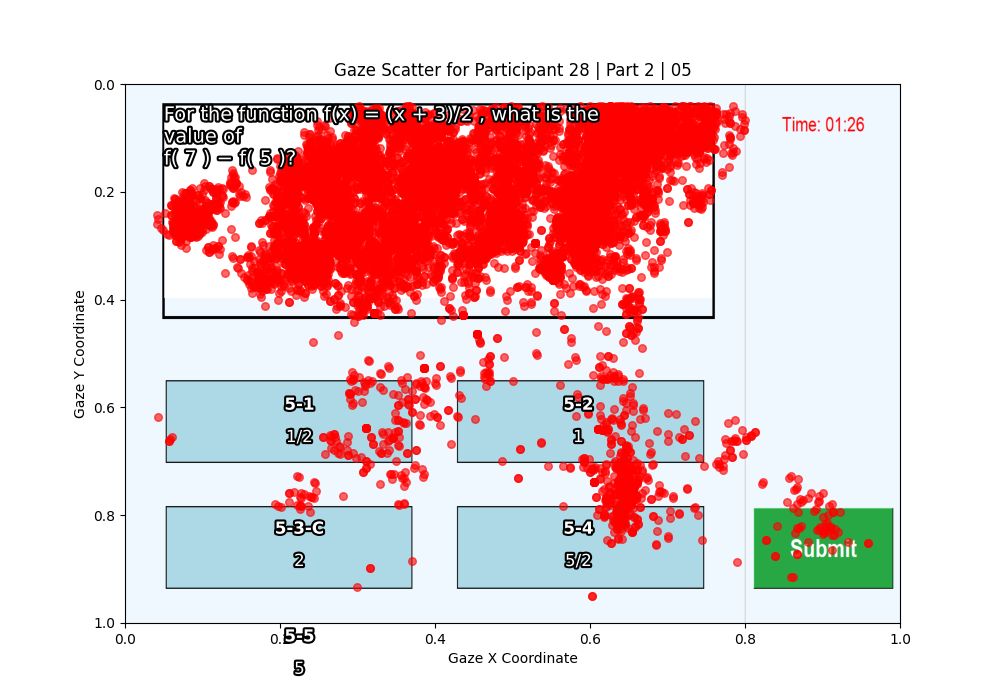 Gaze Scatter for Participant 28 | Part 2 | 05
For the function f(x) = (x + 3)/2 , what is the
value of
f( 7 ) − f( 5 )?
Time: 01:26
5-1
1/2
5-2
1
5-3-C
2
5-4
5/2
Submit
5-5
5
Gaze X Coordinate
Gaze Y Coordinate
0.0
0.2
0.4
0.6
0.8
1.0
0.0
0.2
0.4
0.6
0.8
1.0